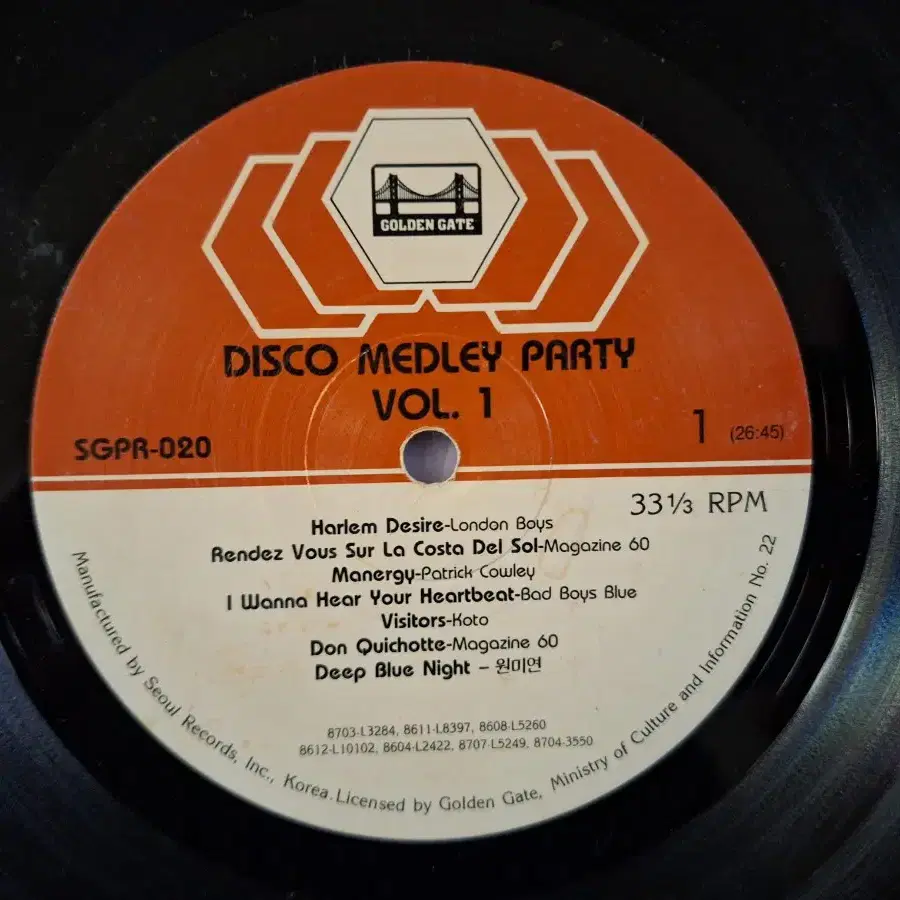 GOLDEN GATE
DISCO MEDLEY PARTY
VOL. 1
SGPR-020
1 (26:45)
33⅓ RPM
Harlem Desire-London Boys
Rendez Vous Sur La Costa Del Sol-Magazine 60
Manergy-Patrick Cowley
I Wanna Hear Your Heartbeat-Bad Boys Blue
Visitors-Koto
Don Quichotte-Magazine 60
Deep Blue Night – 원미연
8703-L3284, 8611-L8397, 8608-L5260
8612-L10102, 8604-L2422, 8707-L5249, 8704-3550
Manufactured by Seoul Records, Inc., Korea. Licensed by Golden Gate, Ministry of Culture and Information No. 22